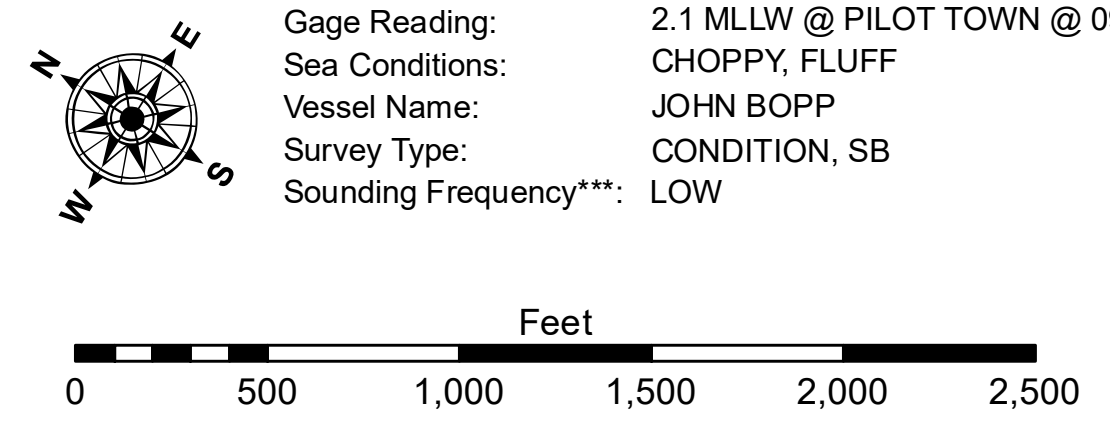 N
E
S
W
Gage Reading: 2.1 MLLW @ PILOT TOWN @
Sea Conditions: CHOPPY, FLUFF
Vessel Name: JOHN BOPP
Survey Type: CONDITION, SB
Sounding Frequency***: LOW
Feet
0 500 1,000 1,500 2,000 2,500